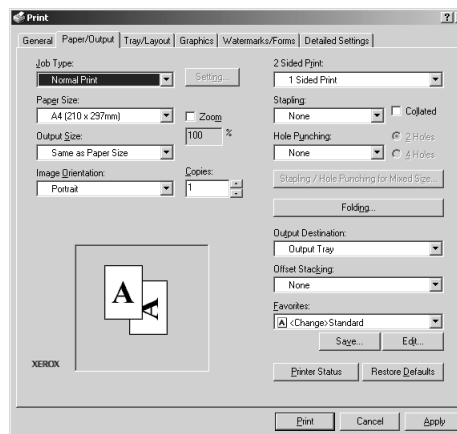 Print
General Paper/Output Tray/Layout Graphics Watermarks/Forms Detailed Settings
Job Type:
Normal Print
Setting...
Paper Size:
A4 (210 x 297mm)
Zoom
100 %
Output Size:
Same as Paper Size
Image Orientation:
Portrait
Copies:
1
A
A
XEROX
2 Sided Print:
1 Sided Print
Stapling:
None
Collated
Hole Punching:
None
2 Holes
4 Holes
Stapling / Hole Punching for Mixed Size...
Folding...
Output Destination:
Output Tray
Offset Stacking:
None
Favorites:
A <Change>Standard
Save... Edit...
Printer Status Restore Defaults
Print Cancel Apply